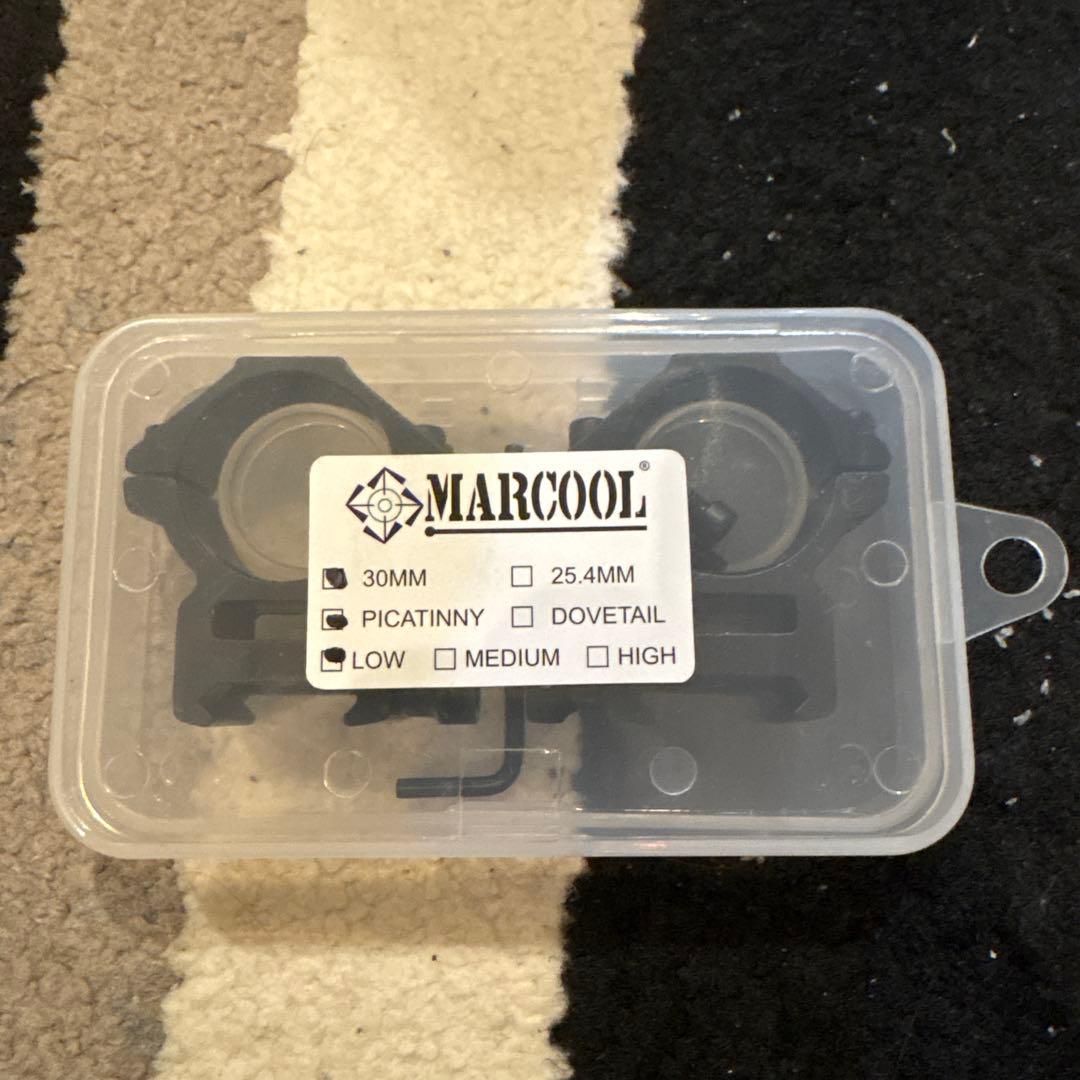 MARCOOL®
30MM 25.4MM
PICATINNY DOVETAIL
LOW MEDIUM HIGH